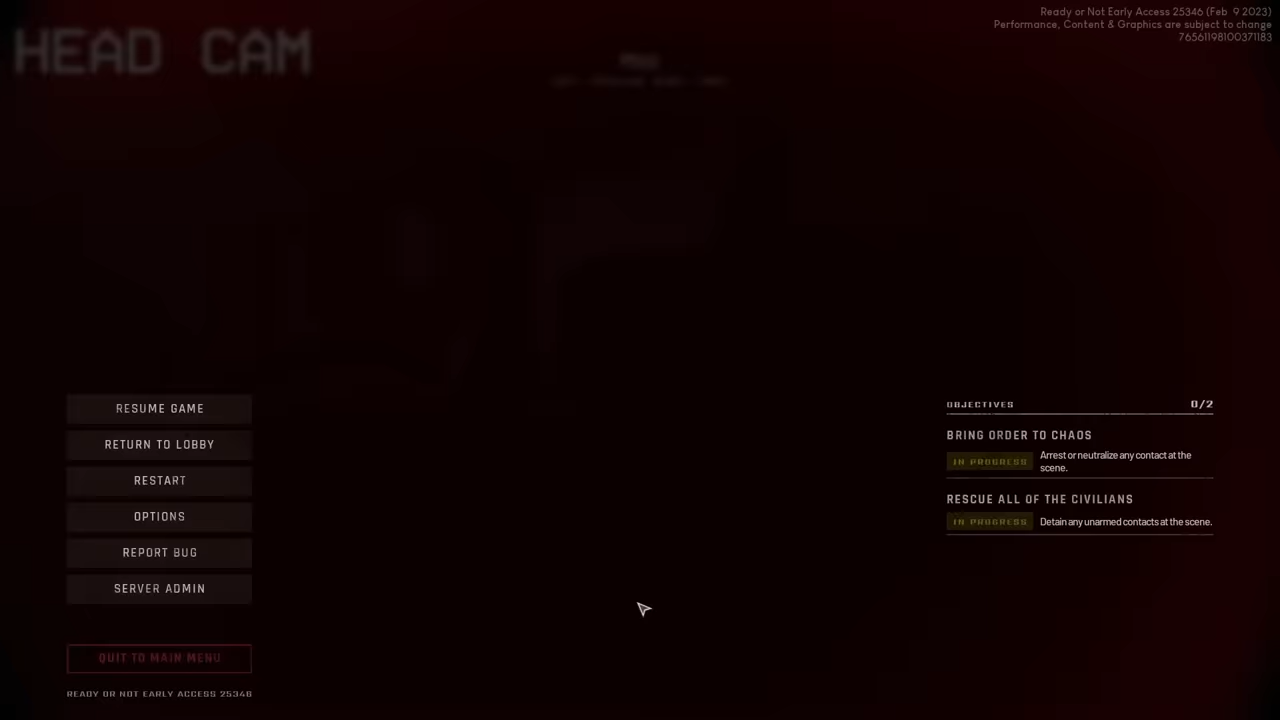 Ready or Not Early Access 25346 (Feb 9 2023)
Performance, Content & Graphics are subject to change
76561198100371183
HEAD CAM
RESUME GAME
RETURN TO LOBBY
RESTART
OPTIONS
REPORT BUG
SERVER ADMIN
QUIT TO MAIN MENU
READY OR NOT EARLY ACCESS 25346
OBJECTIVES 0/2
BRING ORDER TO CHAOS
IN PROGRESS Arrest or neutralize any contact at the
scene.
RESCUE ALL OF THE CIVILIANS
IN PROGRESS Detain any unarmed contacts at the scene.